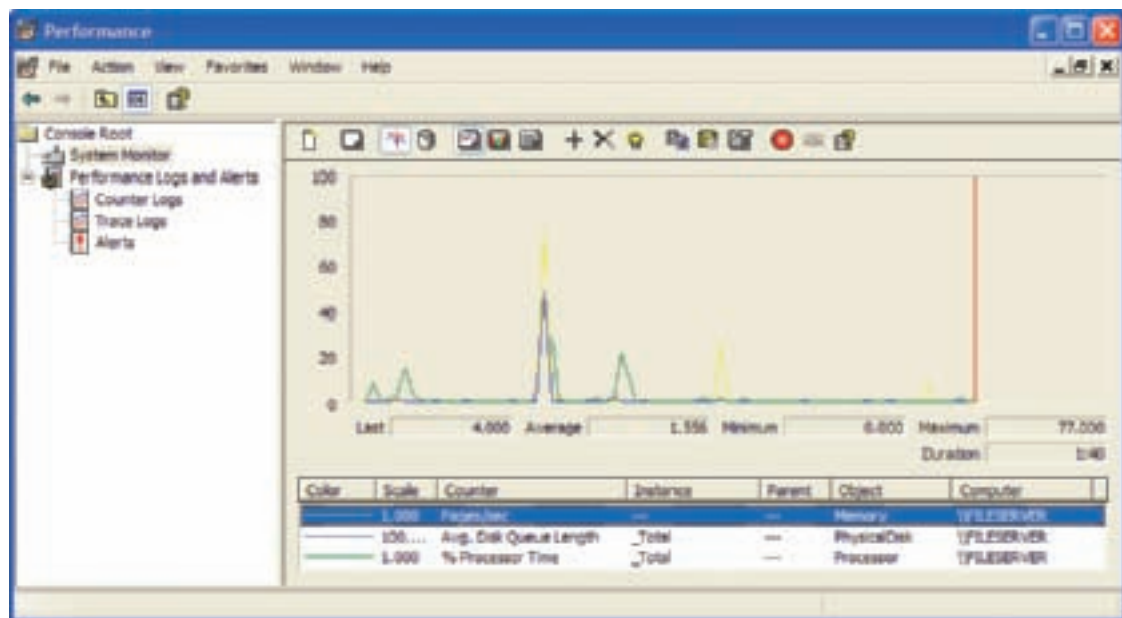 Performance
File Action View Favorites Window Help
Console Root
System Monitor
Performance Logs and Alerts
Counter Logs
Trace Logs
Alerts
100
80
60
40
20
0
Last 4.000 Average 1.556 Minimum 0.000 Maximum 77.000
Duration 1:40
Color Scale Counter Instance Parent Object Computer
1.000 Pages/sec --- --- Memory \\FILESERVER
100.... Avg. Disk Queue Length _Total --- PhysicalDisk \\FILESERVER
1.000 % Processor Time _Total --- Processor \\FILESERVER